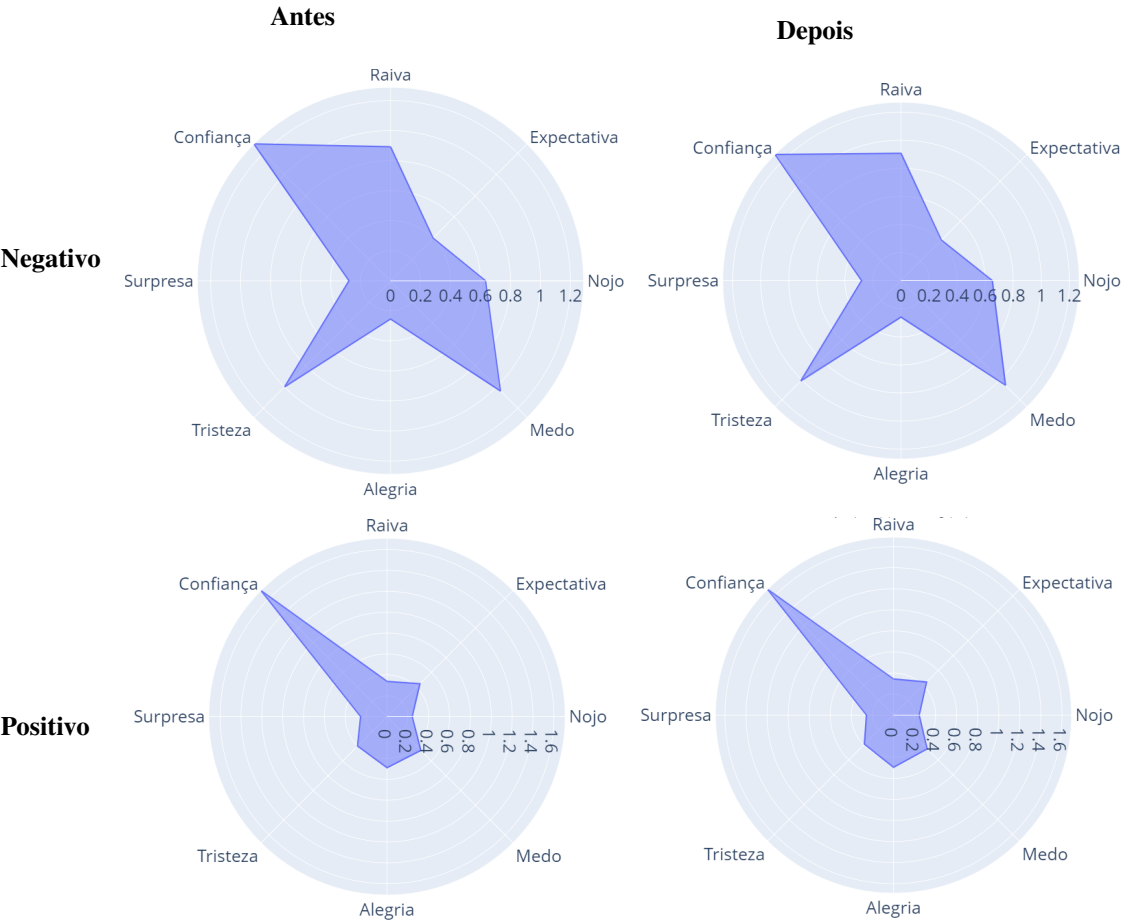 Antes
Depois
Negativo
Raiva
Confiança
Expectativa
Surpresa
0 0.2 0.4 0.6 0.8 1 1.2
Nojo
Tristeza
Medo
Alegria
Raiva
Confiança
Expectativa
Surpresa
0 0.2 0.4 0.6 0.8 1 1.2
Nojo
Tristeza
Medo
Alegria
Positivo
Raiva
Confiança
Expectativa
Surpresa
0 0.2 0.4 0.6 0.8 1 1.2 1.4 1.6
Nojo
Tristeza
Medo
Alegria
Raiva
Confiança
Expectativa
Surpresa
0 0.2 0.4 0.6 0.8 1 1.2 1.4 1.6
Nojo
Tristeza
Medo
Alegria